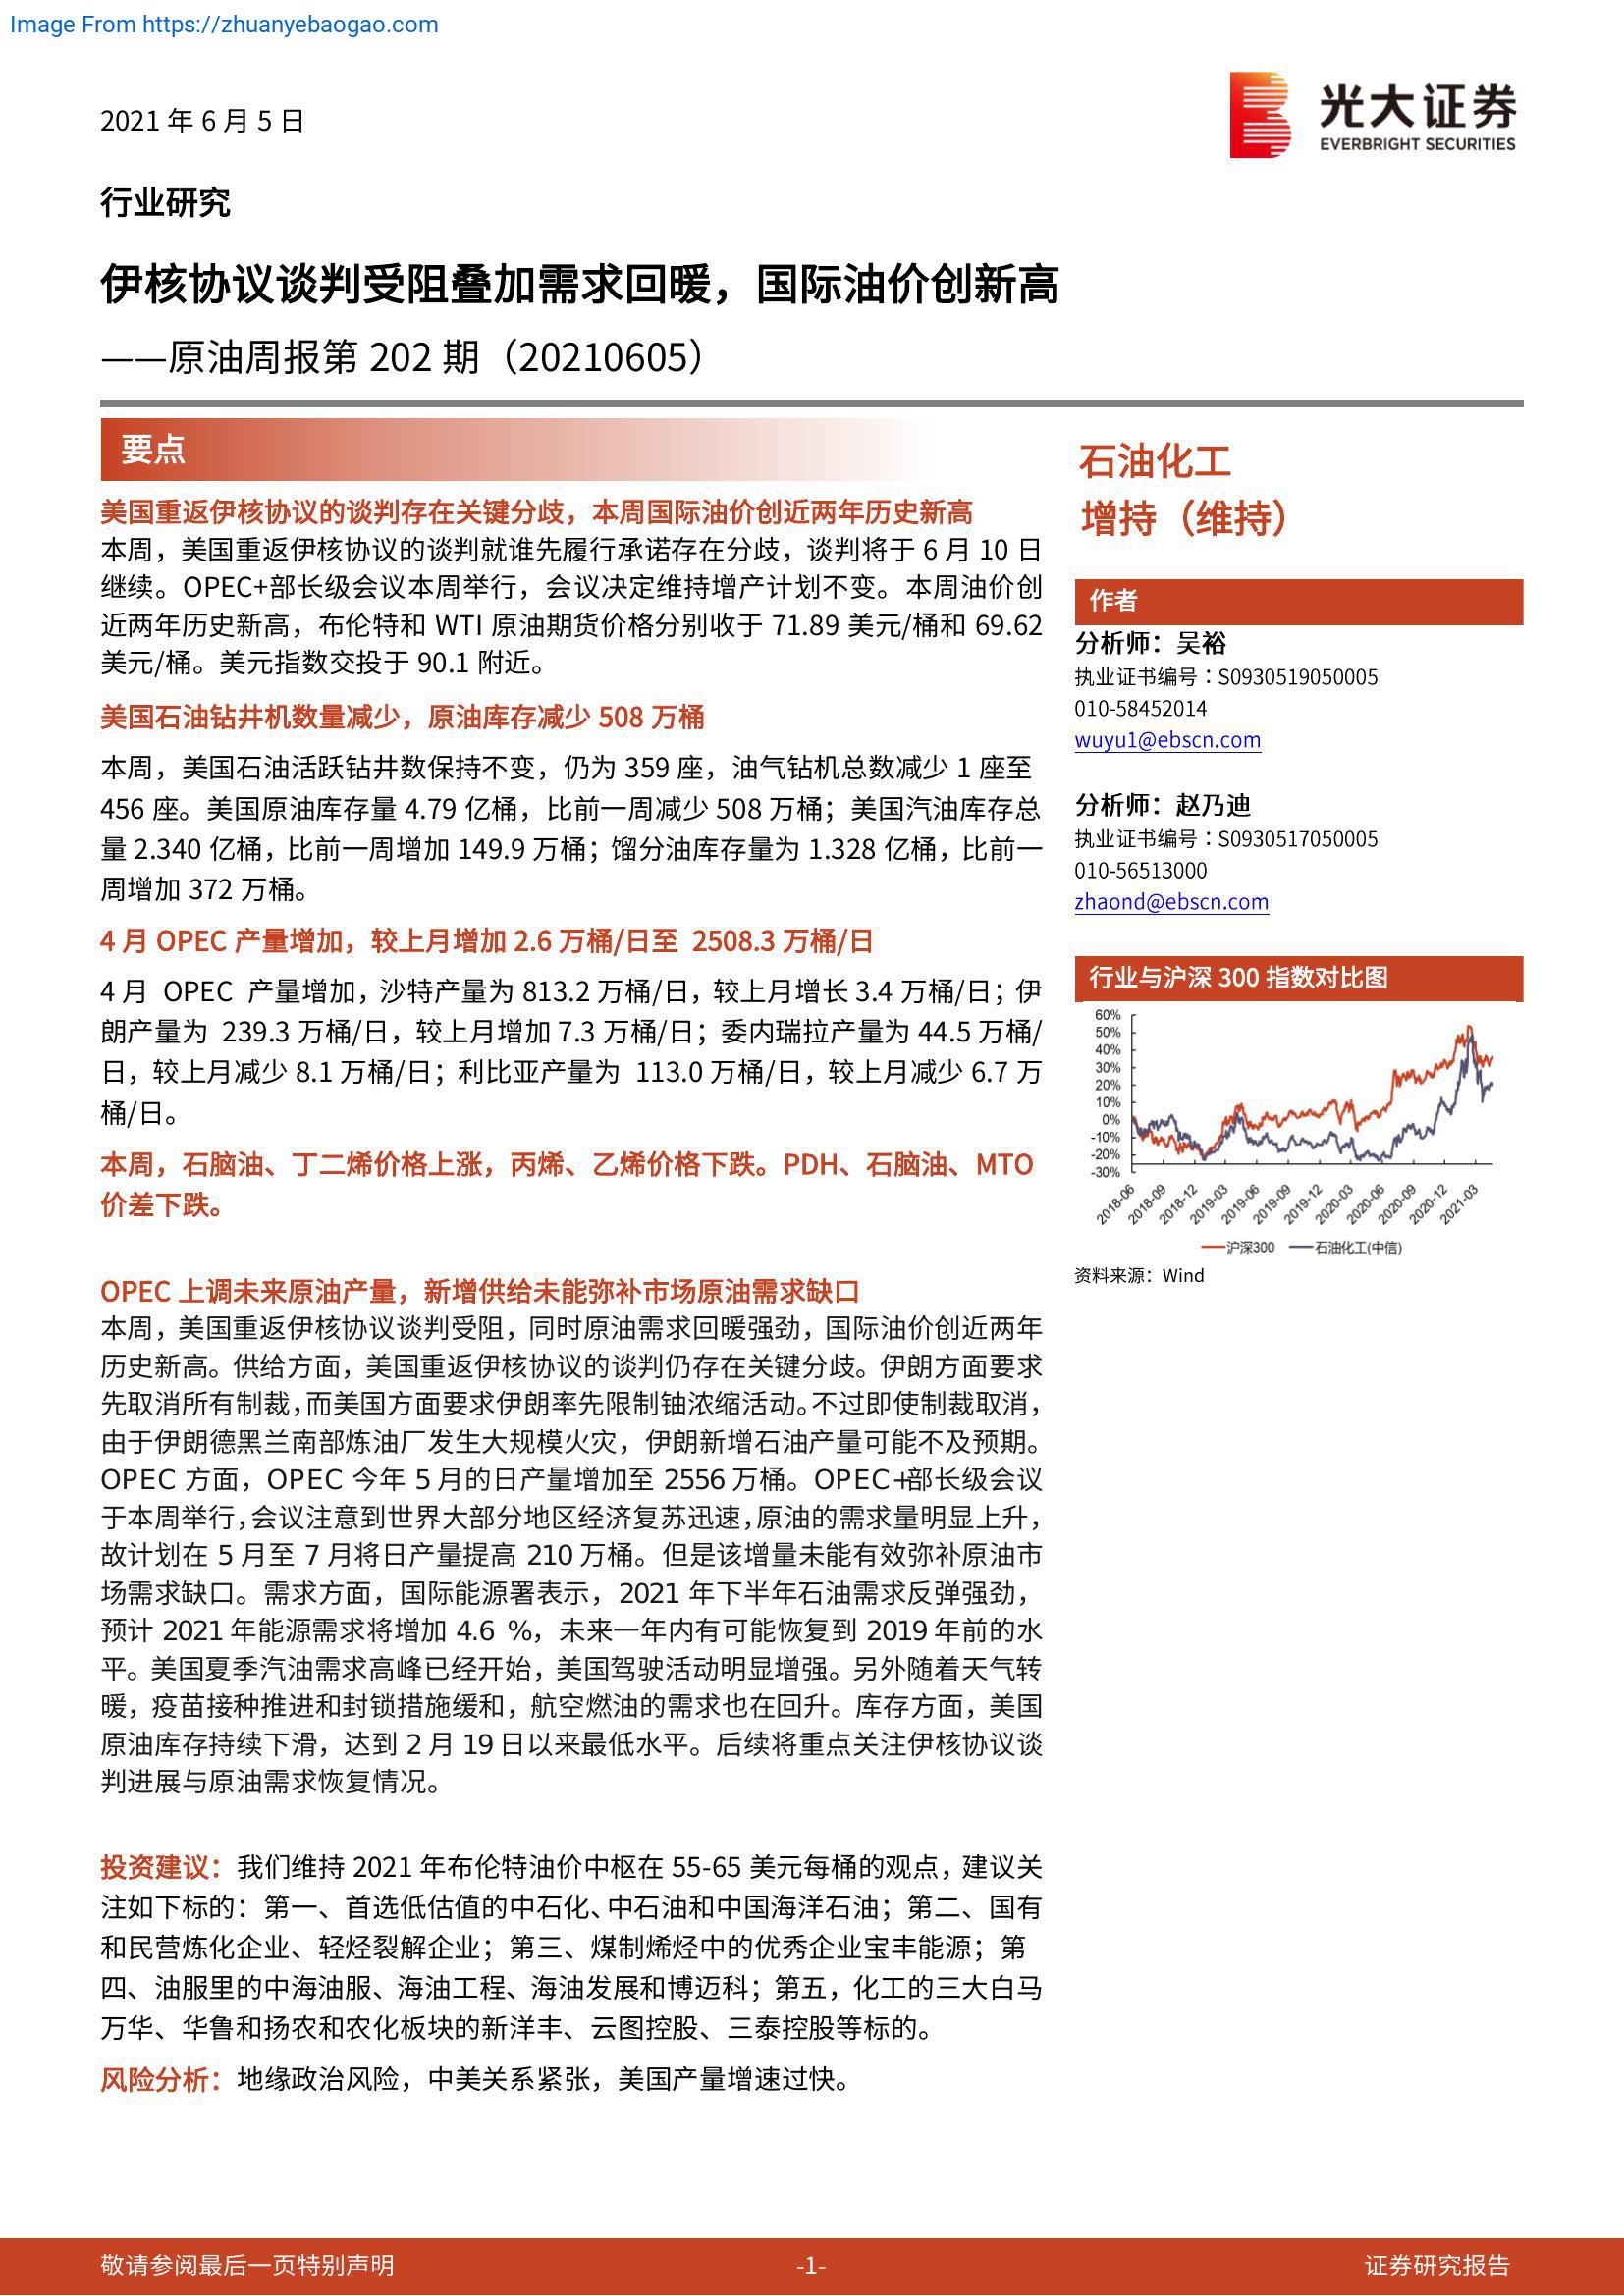 Image From https://zhuanyebaogao.com
2021 年 6 月 5 日
光大证券
EVERBRIGHT SECURITIES
行业研究
伊核协议谈判受阻叠加需求回暖，国际油价创新高
——原油周报第 202 期（20210605）
要点
美国重返伊核协议的谈判存在关键分歧，本周国际油价创近两年历史新高
本周，美国重返伊核协议的谈判就谁先履行承诺存在分歧，谈判将于 6 月 10 日
继续。OPEC+部长级会议本周举行，会议决定维持增产计划不变。本周油价创
近两年历史新高，布伦特和 WTI 原油期货价格分别收于 71.89 美元/桶和 69.62
美元/桶。美元指数交投于 90.1 附近。
美国石油钻井机数量减少，原油库存减少 508 万桶
本周，美国石油活跃钻井数保持不变，仍为 359 座，油气钻机总数减少 1 座至
456 座。美国原油库存量 4.79 亿桶，比前一周减少 508 万桶；美国汽油库存总
量 2.340 亿桶，比前一周增加 149.9 万桶；馏分油库存量为 1.328 亿桶，比前一
周增加 372 万桶。
4 月 OPEC 产量增加，较上月增加 2.6 万桶/日至 2508.3 万桶/日
4 月 OPEC 产量增加，沙特产量为 813.2 万桶/日，较上月增长 3.4 万桶/日；伊
朗产量为 239.3 万桶/日，较上月增加 7.3 万桶/日；委内瑞拉产量为 44.5 万桶/
日，较上月减少 8.1 万桶/日；利比亚产量为 113.0 万桶/日，较上月减少 6.7 万
桶/日。
本周，石脑油、丁二烯价格上涨，丙烯、乙烯价格下跌。PDH、石脑油、MTO
价差下跌。
OPEC 上调未来原油产量，新增供给未能弥补市场原油需求缺口
本周，美国重返伊核协议谈判受阻，同时原油需求回暖强劲，国际油价创近两年
历史新高。供给方面，美国重返伊核协议的谈判仍存在关键分歧。伊朗方面要求
先取消所有制裁，而美国方面要求伊朗率先限制铀浓缩活动。不过即使制裁取消，
由于伊朗德黑兰南部炼油厂发生大规模火灾，伊朗新增石油产量可能不及预期。
OPEC 方面，OPEC 今年 5 月的日产量增加至 2556 万桶。OPEC+部长级会议
于本周举行，会议注意到世界大部分地区经济复苏迅速，原油的需求量明显上升，
故计划在 5 月至 7 月将日产量提高 210 万桶。但是该增量未能有效弥补原油市
场需求缺口。需求方面，国际能源署表示，2021 年下半年石油需求反弹强劲，
预计 2021 年能源需求将增加 4.6 %，未来一年内有可能恢复到 2019 年前的水
平。美国夏季汽油需求高峰已经开始，美国驾驶活动明显增强。另外随着天气转
暖，疫苗接种推进和封锁措施缓和，航空燃油的需求也在回升。库存方面，美国
原油库存持续下滑，达到 2 月 19 日以来最低水平。后续将重点关注伊核协议谈
判进展与原油需求恢复情况。
投资建议：我们维持 2021 年布伦特油价中枢在 55-65 美元每桶的观点，建议关
注如下标的：第一、首选低估值的中石化、中石油和中国海洋石油；第二、国有
和民营炼化企业、轻烃裂解企业；第三、煤制烯烃中的优秀企业宝丰能源；第
四、油服里的中海油服、海油工程、海油发展和博迈科；第五，化工的三大白马
万华、华鲁和扬农和农化板块的新洋丰、云图控股、三泰控股等标的。
风险分析：地缘政治风险，中美关系紧张，美国产量增速过快。
石油化工
增持（维持）
作者
分析师：吴裕
执业证书编号：S0930519050005
010-58452014
wuyu1@ebscn.com
分析师：赵乃迪
执业证书编号：S0930517050005
010-56513000
zhaond@ebscn.com
行业与沪深 300 指数对比图
60%
50%
40%
30%
20%
10%
0%
-10%
-20%
-30%
2018-06 2018-09 2018-12 2019-03 2019-06 2019-09 2019-12 2020-03 2020-06 2020-09 2020-12 2021-03
沪深300 石油化工(中信)
资料来源：Wind
敬请参阅最后一页特别声明 -1- 证券研究报告